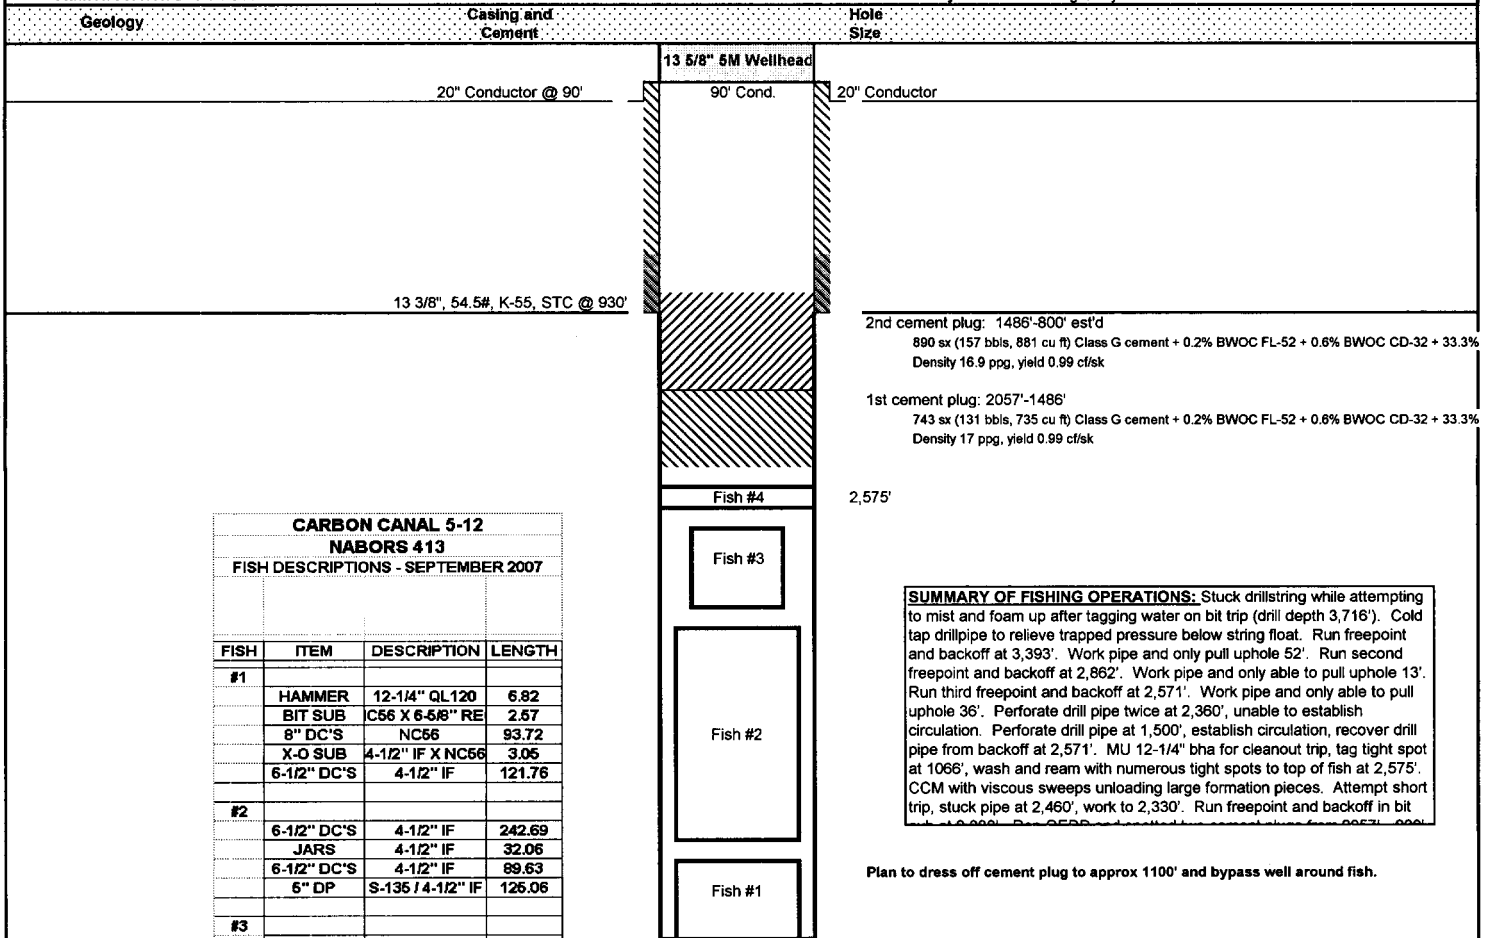 Geology
Casing and
Cement
Hole
Size
13 5/8" 5M Wellhead
20" Conductor @ 90'
90' Cond.
20" Conductor
13 3/8", 54.5#, K-55, STC @ 930'
2nd cement plug: 1486'-800' est'd
890 sx (157 bbls, 881 cu ft) Class G cement + 0.2% BWOC FL-52 + 0.6% BWOC CD-32 + 33.3%
Density 16.9 ppg, yield 0.99 cf/sk
1st cement plug: 2057'-1486'
743 sx (131 bbls, 735 cu ft) Class G cement + 0.2% BWOC FL-52 + 0.6% BWOC CD-32 + 33.3%
Density 17 ppg, yield 0.99 cf/sk
Fish #4
2,575'
Fish #3
Fish #2
Fish #1
CARBON CANAL 5-12
NABORS 413
FISH DESCRIPTIONS - SEPTEMBER 2007
FISH ITEM DESCRIPTION LENGTH
#1
HAMMER 12-1/4" QL120 6.82
BIT SUB C56 X 6-5/8" RE 2.57
8" DC'S NC56 93.72
X-O SUB 4-1/2" IF X NC56 3.05
6-1/2" DC'S 4-1/2" IF 121.76
#2
6-1/2" DC'S 4-1/2" IF 242.69
JARS 4-1/2" IF 32.06
6-1/2" DC'S 4-1/2" IF 89.63
5" DP S-135 / 4-1/2" IF 125.06
#3
SUMMARY OF FISHING OPERATIONS: Stuck drillstring while attempting
to mist and foam up after tagging water on bit trip (drill depth 3,716'). Cold
tap drillpipe to relieve trapped pressure below string float. Run freepoint
and backoff at 3,393'. Work pipe and only pull uphole 52'. Run second
freepoint and backoff at 2,862'. Work pipe and only able to pull uphole 13'.
Run third freepoint and backoff at 2,571'. Work pipe and only able to pull
uphole 36'. Perforate drill pipe twice at 2,360', unable to establish
circulation. Perforate drill pipe at 1,500', establish circulation, recover drill
pipe from backoff at 2,571'. MU 12-1/4" bha for cleanout trip, tag tight spot
at 1066', wash and ream with numerous tight spots to top of fish at 2,575'.
CCM with viscous sweeps unloading large formation pieces. Attempt short
trip, stuck pipe at 2,460', work to 2,330'. Run freepoint and backoff in bit
Plan to dress off cement plug to approx 1100' and bypass well around fish.